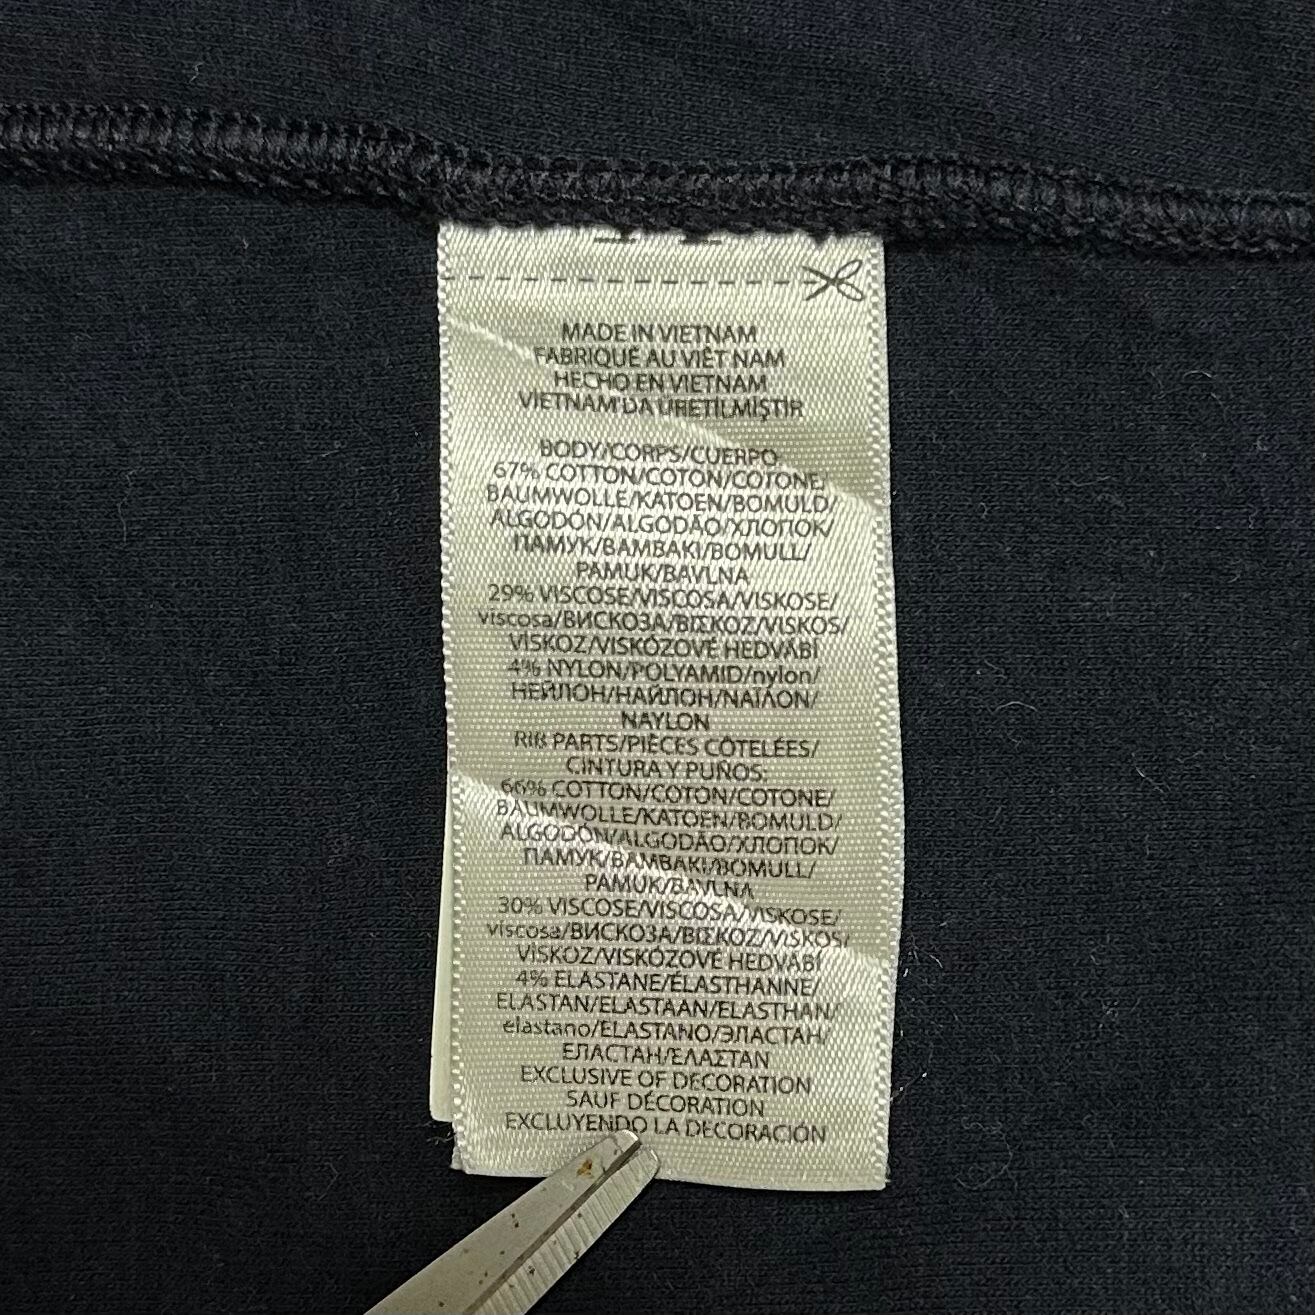 MADE IN VIETNAM
FABRIQUÉ AU VIÊT NAM
HECHO EN VIETNAM
VIETNAM'DA ÜRETİLMİŞTİR
BODY/CORPS/CUERPO
67% COTTON/COTON/COTONE/
BAUMWOLLE/KATOEN/BOMULD/
ALGODÓN/ALGODÃO/ХЛОПОК/
ПАМУК/BAMBAKI/BOMULL/
PAMUK/BAVLNA
29% VISCOSE/VISCOSA/VISKOSE/
viscosa/ВИСКОЗА/ΒΙΣΚΟΖ/VISKOS/
VİSKOZ/VISKÓZOVÉ HEDVÁBÍ
4% NYLON/POLYAMID/nylon/
НЕЙЛОН/НАЙЛОН/ΝΑΪΛΟΝ/
NAYLON
RIB PARTS/PIÈCES CÔTELÉES/
CINTURA Y PUÑOS:
66% COTTON/COTON/COTONE/
BAUMWOLLE/KATOEN/BOMULD/
ALGODÓN/ALGODÃO/ХЛОПОК/
ПАМУК/BAMBAKI/BOMULL/
PAMUK/BAVLNA
30% VISCOSE/VISCOSA/VISKOSE/
viscosa/ВИСКОЗА/ΒΙΣΚΟΖ/VISKOS/
VİSKOZ/VISKÓZOVÉ HEDVÁBÍ
4% ELASTANE/ÉLASTHANNE/
ELASTAN/ELASTAAN/ELASTHAN/
elastano/ELASTANO/ЭЛАСТАН/
ЕЛАСТАН/ΕΛΑΣΤΑΝ
EXCLUSIVE OF DECORATION
SAUF DÉCORATION
EXCLUYENDO LA DECORACIÓN